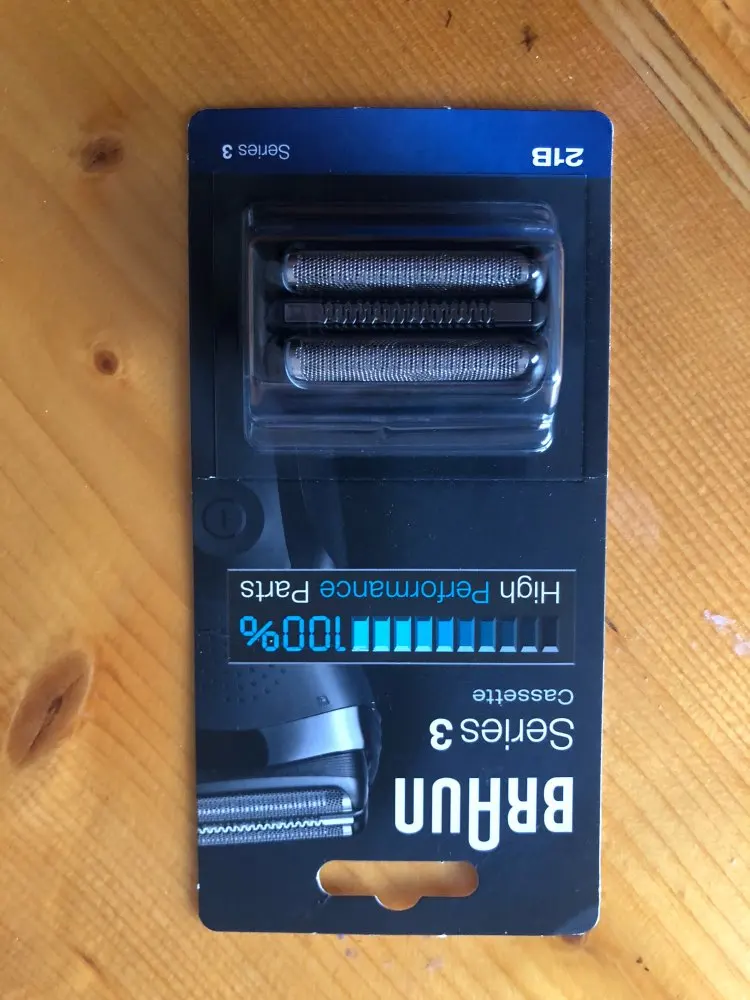 BRAUN
Series 3
Cassette
100%
High Performance Parts
21B
Series 3